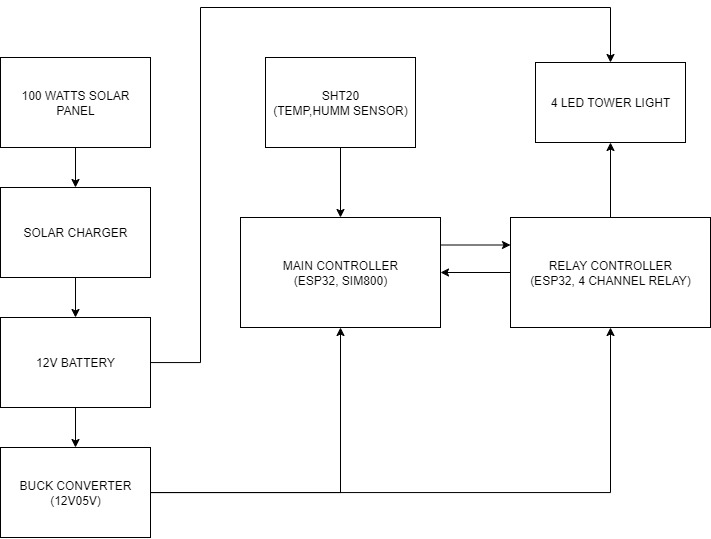 100 WATTS SOLAR
PANEL
SHT20
(TEMP,HUMM SENSOR)
4 LED TOWER LIGHT
SOLAR CHARGER
MAIN CONTROLLER
(ESP32, SIM800)
RELAY CONTROLLER
(ESP32, 4 CHANNEL RELAY)
12V BATTERY
BUCK CONVERTER
(12V05V)